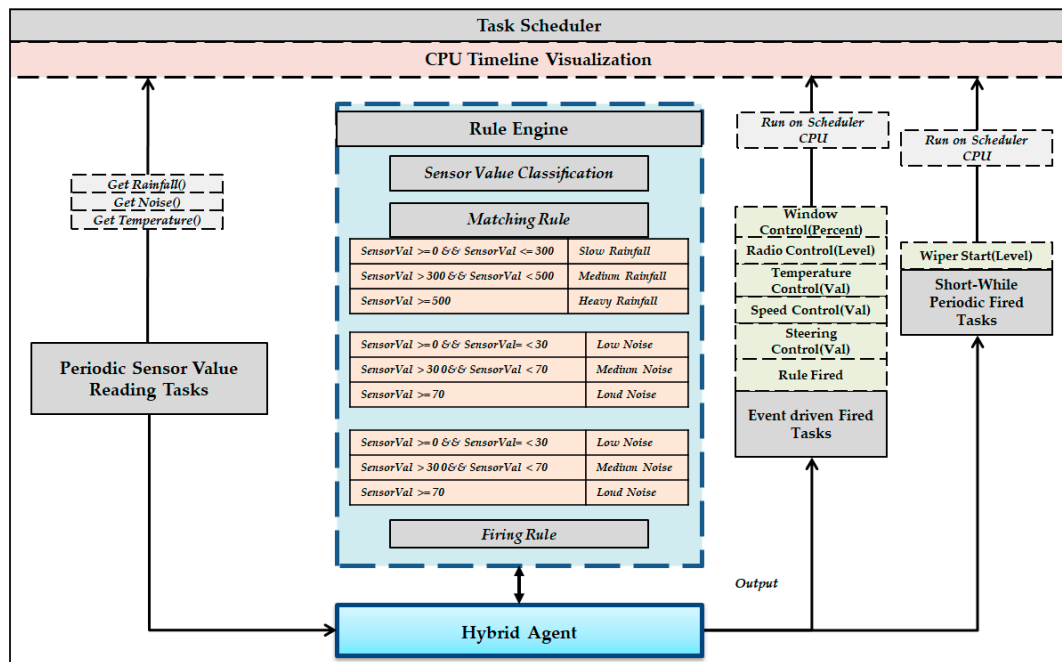 Task Scheduler
CPU Timeline Visualization
Get Rainfall()
Get Noise()
Get Temperature()
Periodic Sensor Value
Reading Tasks
Rule Engine
Sensor Value Classification
Matching Rule
SensorVal >=0 && SensorVal <=300 Slow Rainfall
SensorVal >300 && SensorVal <500 Medium Rainfall
SensorVal >=500 Heavy Rainfall
SensorVal >=0 && SensorVal= <30 Low Noise
SensorVal >300&& SensorVal <70 Medium Noise
SensorVal >=70 Loud Noise
SensorVal >=0 && SensorVal= <30 Low Noise
SensorVal >300&& SensorVal <70 Medium Noise
SensorVal >=70 Loud Noise
Firing Rule
Hybrid Agent
Output
Run on Scheduler
CPU
Window
Control(Percent)
Radio Control(Level)
Temperature
Control(Val)
Speed Control(Val)
Steering
Control(Val)
Rule Fired
Event driven Fired
Tasks
Run on Scheduler
CPU
Wiper Start(Level)
Short-While
Periodic Fired
Tasks